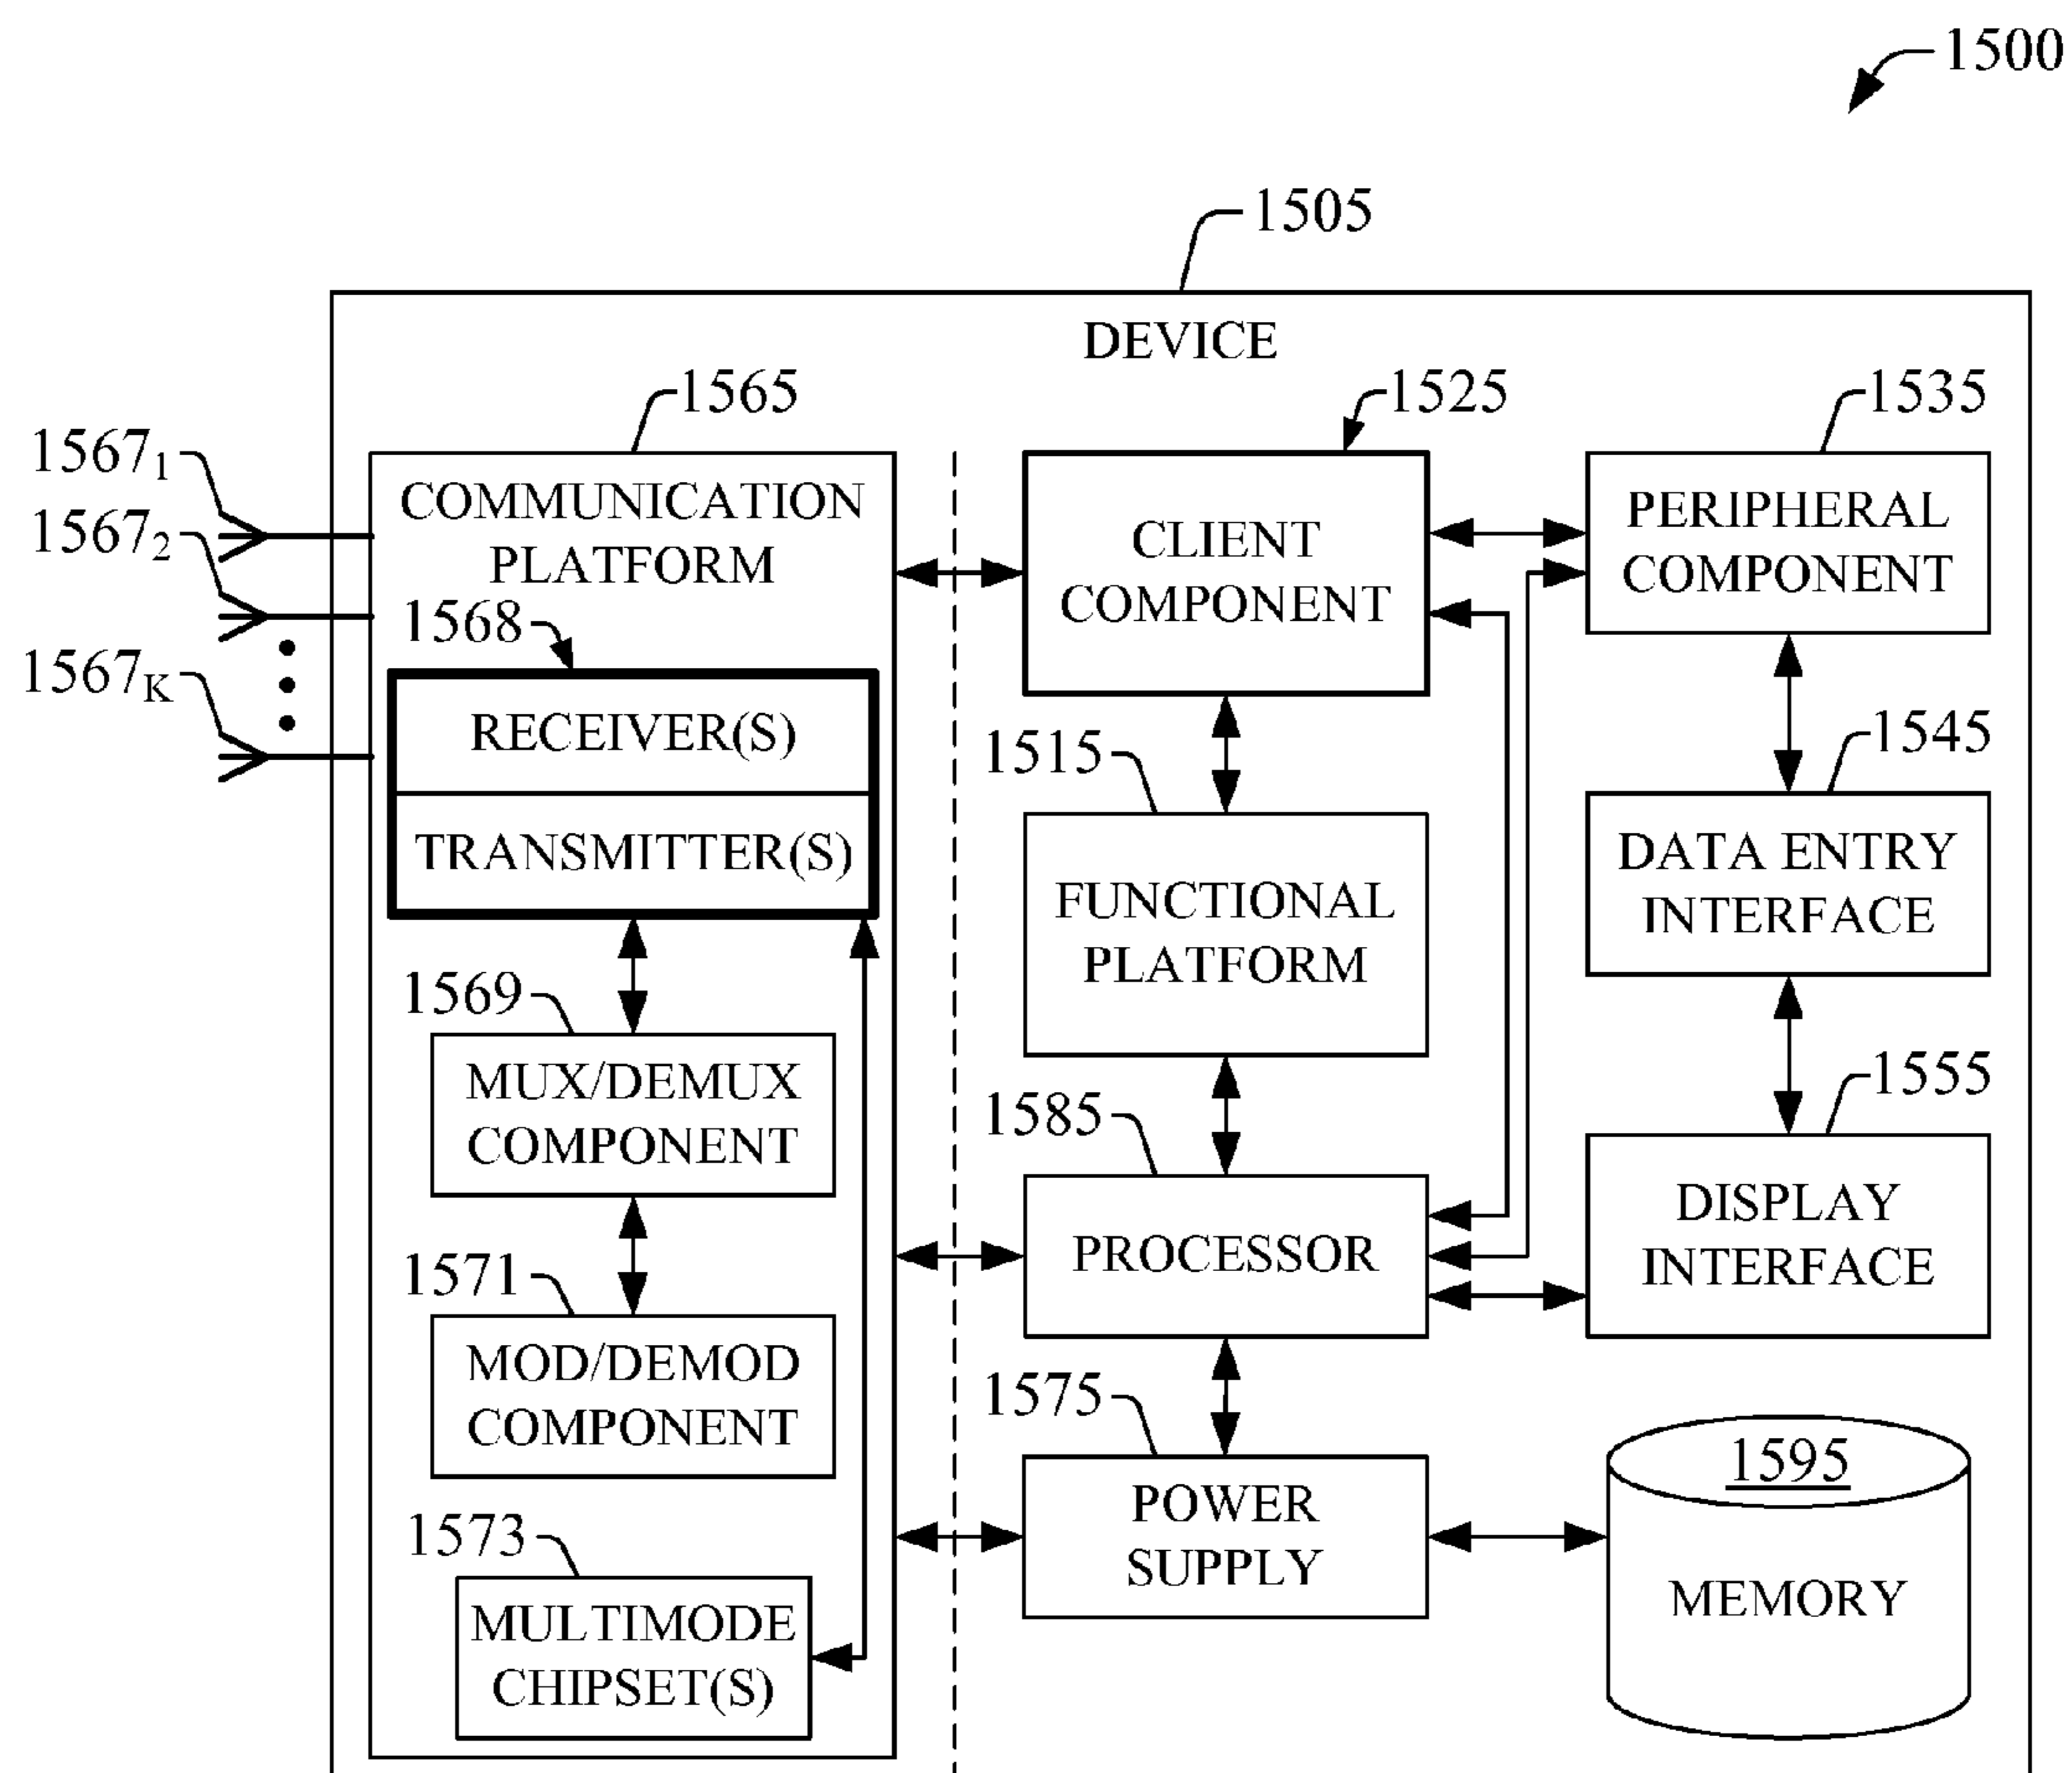 1500
1505
DEVICE
1565
1525
1535
1567₁
1567₂
1567K
COMMUNICATION
PLATFORM
1568
RECEIVER(S)
TRANSMITTER(S)
1569
MUX/DEMUX
COMPONENT
1571
MOD/DEMOD
COMPONENT
1573
MULTIMODE
CHIPSET(S)
CLIENT
COMPONENT
1515
FUNCTIONAL
PLATFORM
1585
PROCESSOR
1575
POWER
SUPPLY
PERIPHERAL
COMPONENT
1545
DATA ENTRY
INTERFACE
1555
DISPLAY
INTERFACE
1595
MEMORY